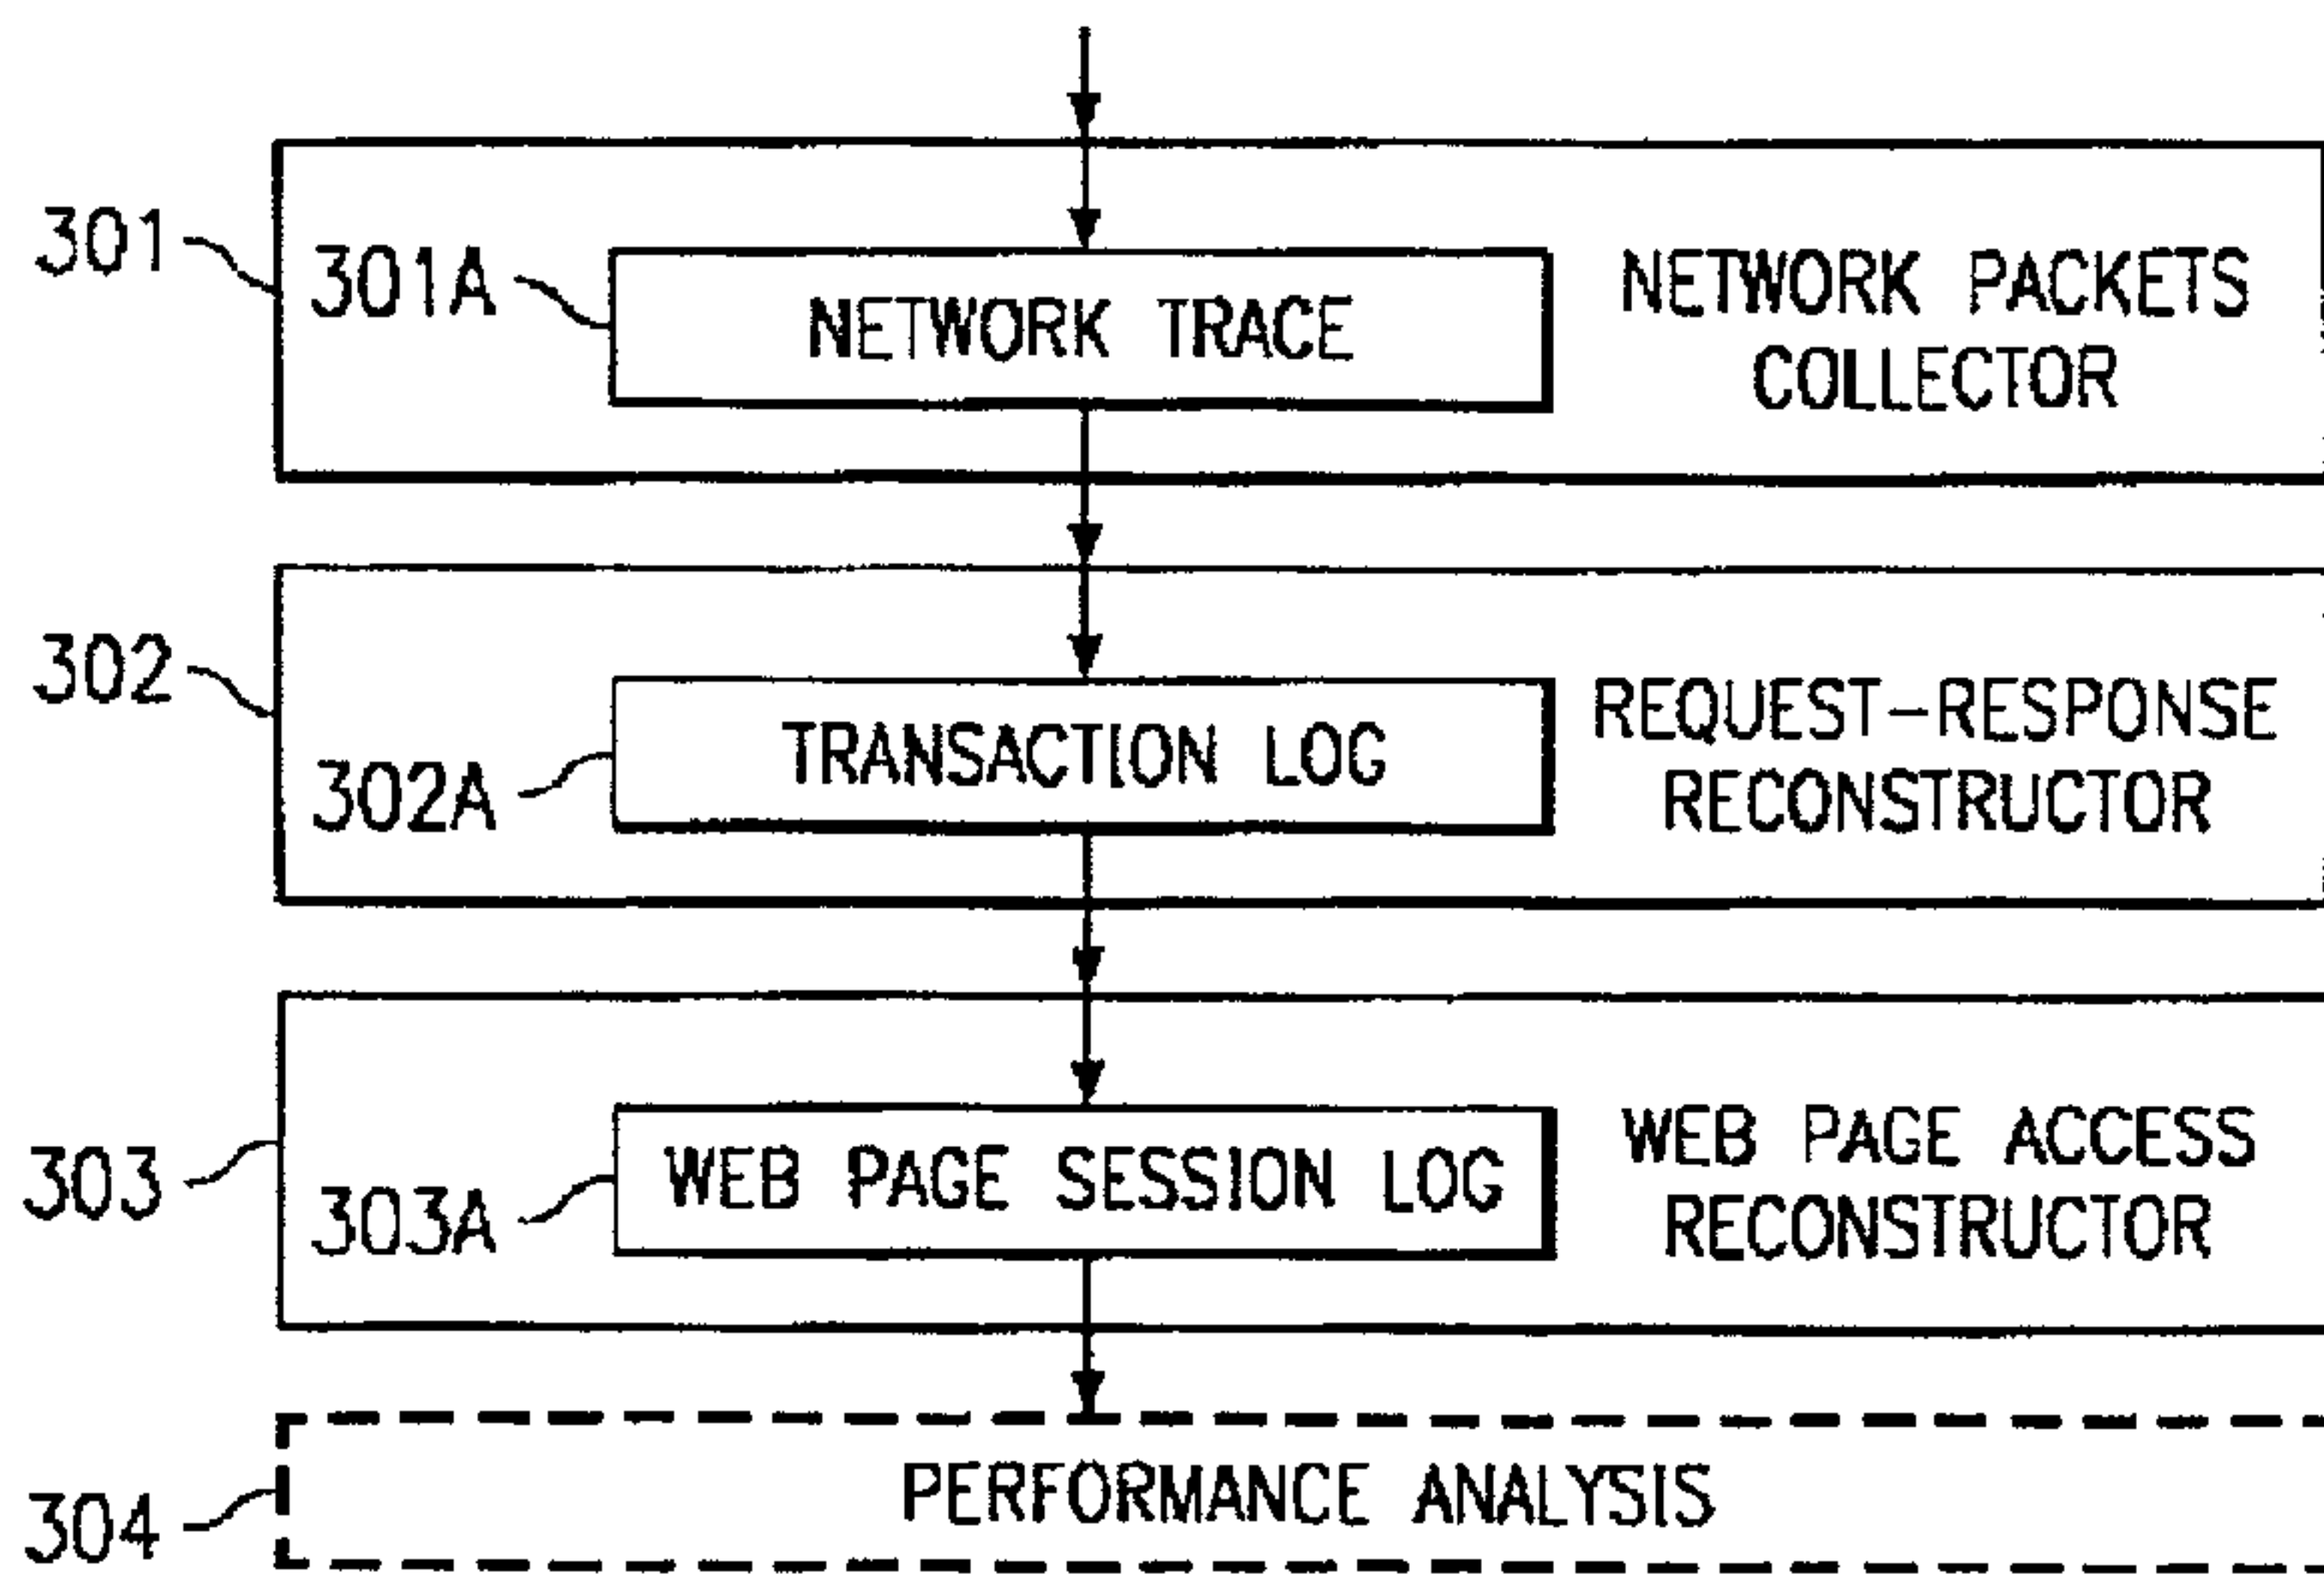 301
301A
NETWORK TRACE
NETWORK PACKETS
COLLECTOR
302
302A
TRANSACTION LOG
REQUEST-RESPONSE
RECONSTRUCTOR
303
303A
WEB PAGE SESSION LOG
WEB PAGE ACCESS
RECONSTRUCTOR
304
PERFORMANCE ANALYSIS